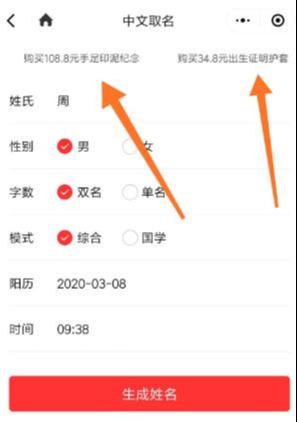 中文取名
购买108.8元手足印泥纪念 购买34.8元出生证明护套
姓氏 周
性别 男 女
字数 双名 单名
模式 综合 国学
阳历 2020-03-08
时间 09:38
生成姓名